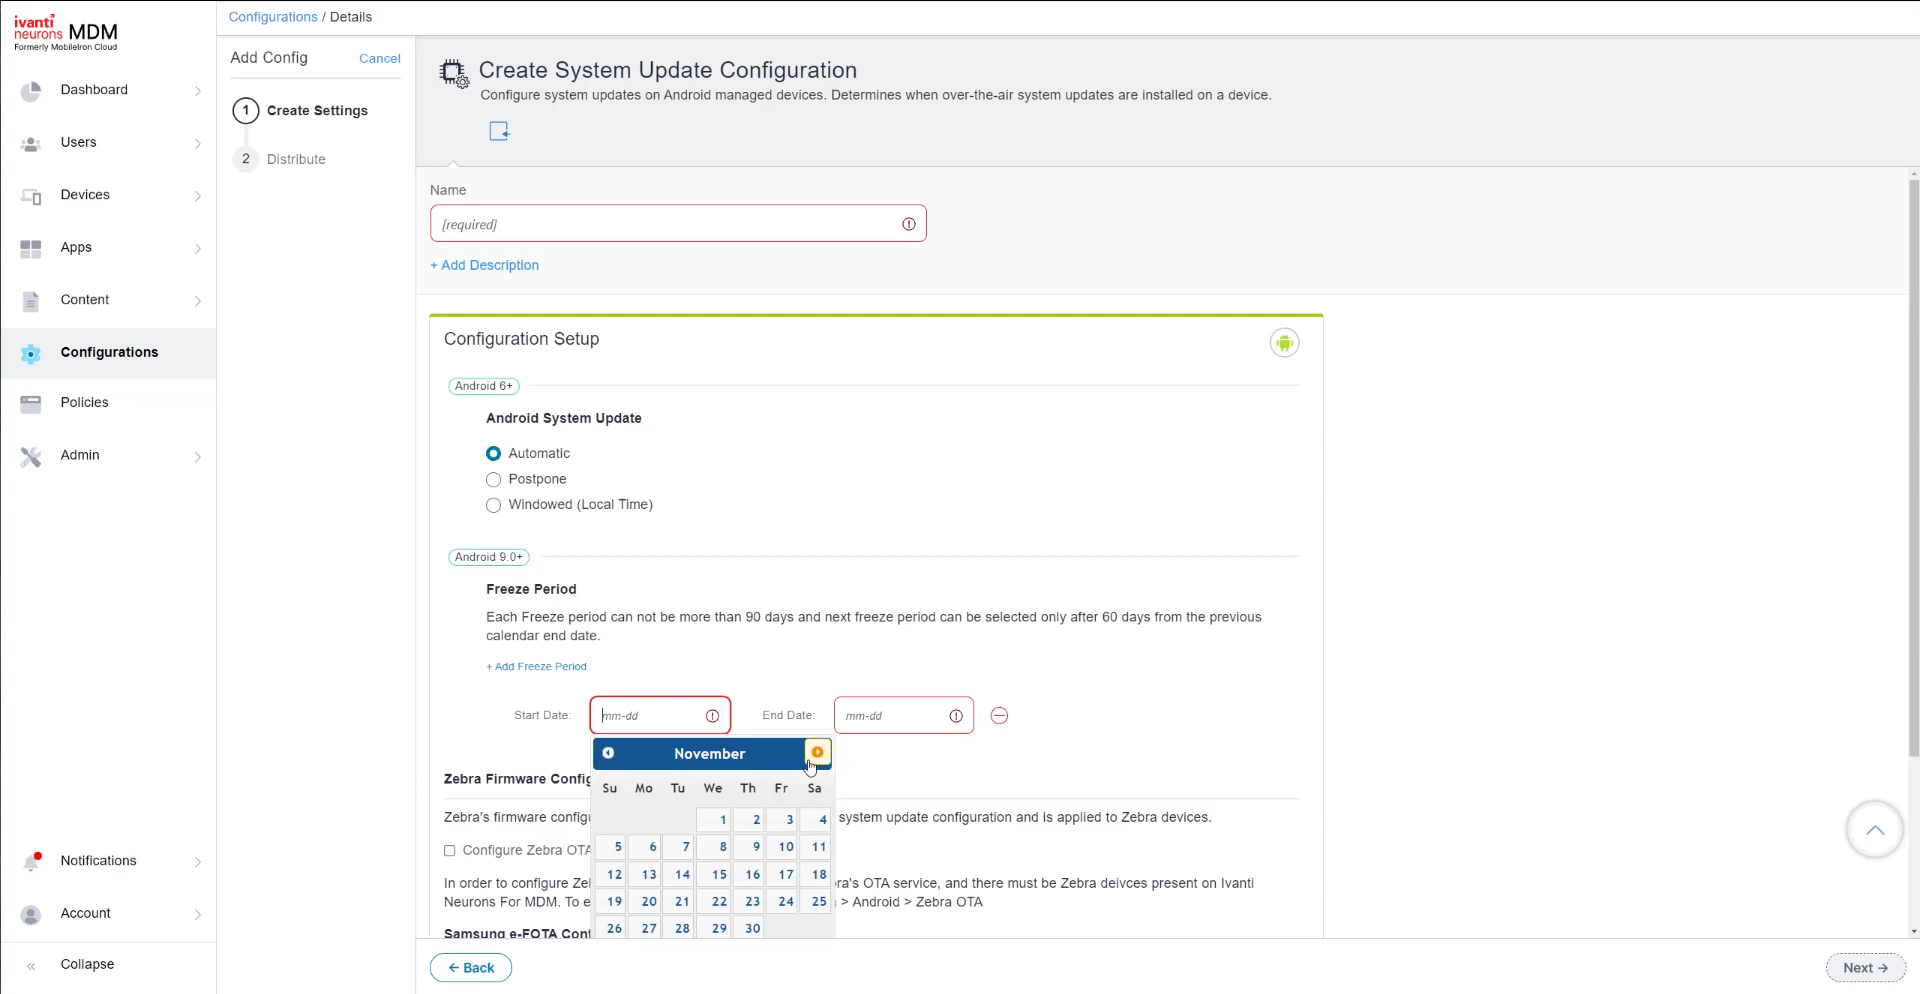 ivanti
neurons MDM
Formerly MobileIron Cloud
Dashboard
Users
Devices
Apps
Content
Configurations
Policies
Admin
Notifications
Account
« Collapse
Configurations / Details
Add Config Cancel
1 Create Settings
2 Distribute
Create System Update Configuration
Configure system updates on Android managed devices. Determines when over-the-air system updates are installed on a device.
Name
[required]
+ Add Description
Configuration Setup
Android 6+
Android System Update
Automatic
Postpone
Windowed (Local Time)
Android 9.0+
Freeze Period
Each Freeze period can not be more than 90 days and next freeze period can be selected only after 60 days from the previous
calendar end date.
+ Add Freeze Period
Start Date: mm-dd End Date: mm-dd
November
Su Mo Tu We Th Fr Sa
1 2 3 4
5 6 7 8 9 10 11
12 13 14 15 16 17 18
19 20 21 22 23 24 25
26 27 28 29 30
Zebra Firmware Config
Zebra's firmware configu system update configuration and is applied to Zebra devices.
Configure Zebra OTA
In order to configure Zeb ra's OTA service, and there must be Zebra deivces present on Ivanti
Neurons For MDM. To e > Android > Zebra OTA
Samsung e-FOTA Conf
← Back
Next →